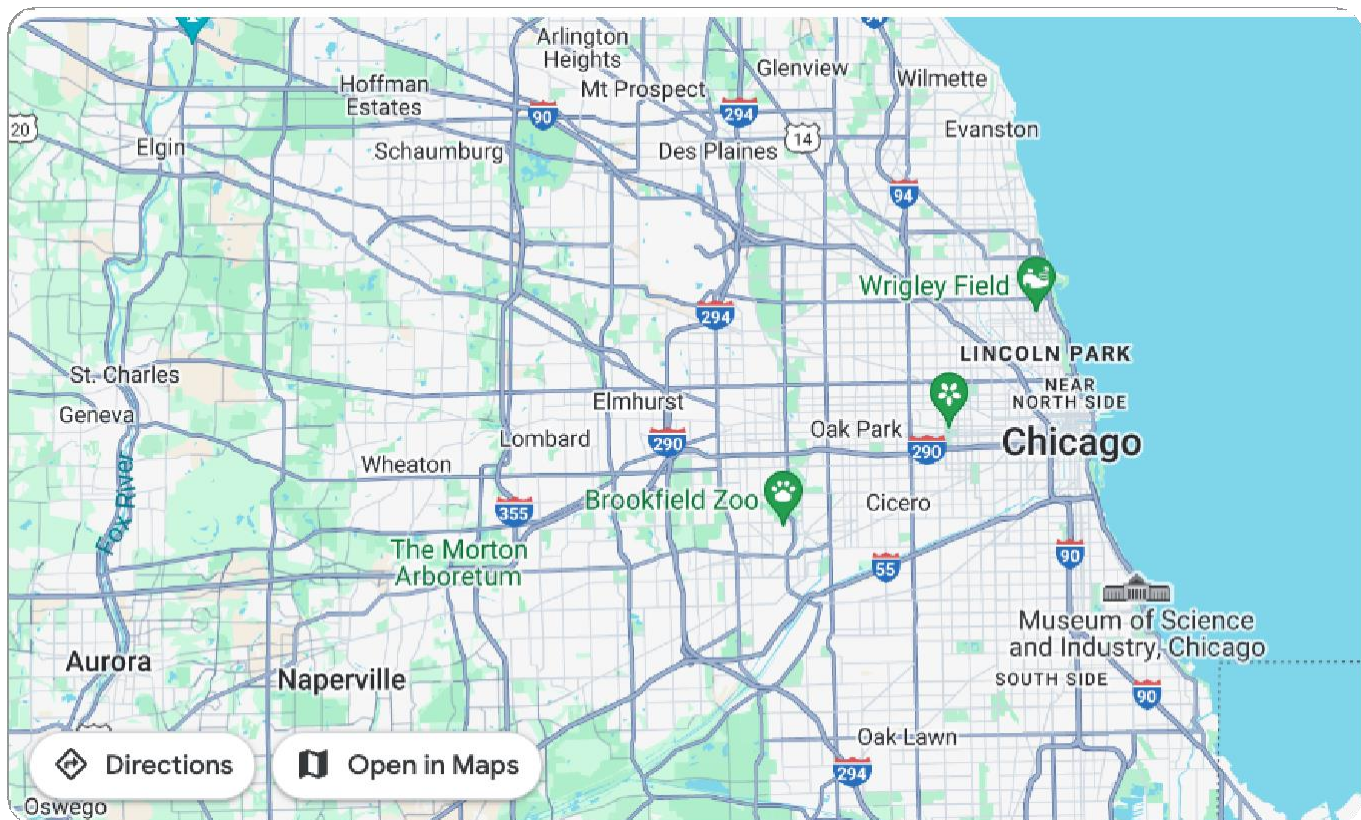 Arlington
Heights
Glenview
Wilmette
Hoffman
Estates
Mt Prospect
90
294
20
Elgin
Schaumburg
Des Plaines
14
Evanston
94
Wrigley Field
294
LINCOLN PARK
St. Charles
NEAR
NORTH SIDE
Geneva
Elmhurst
Oak Park
Chicago
Lombard
290
290
Wheaton
Brookfield Zoo
Cicero
355
Fox River
The Morton
Arboretum
55
90
Museum of Science
and Industry, Chicago
Aurora
Naperville
SOUTH SIDE
90
Oak Lawn
Directions
Open in Maps
294
Oswego